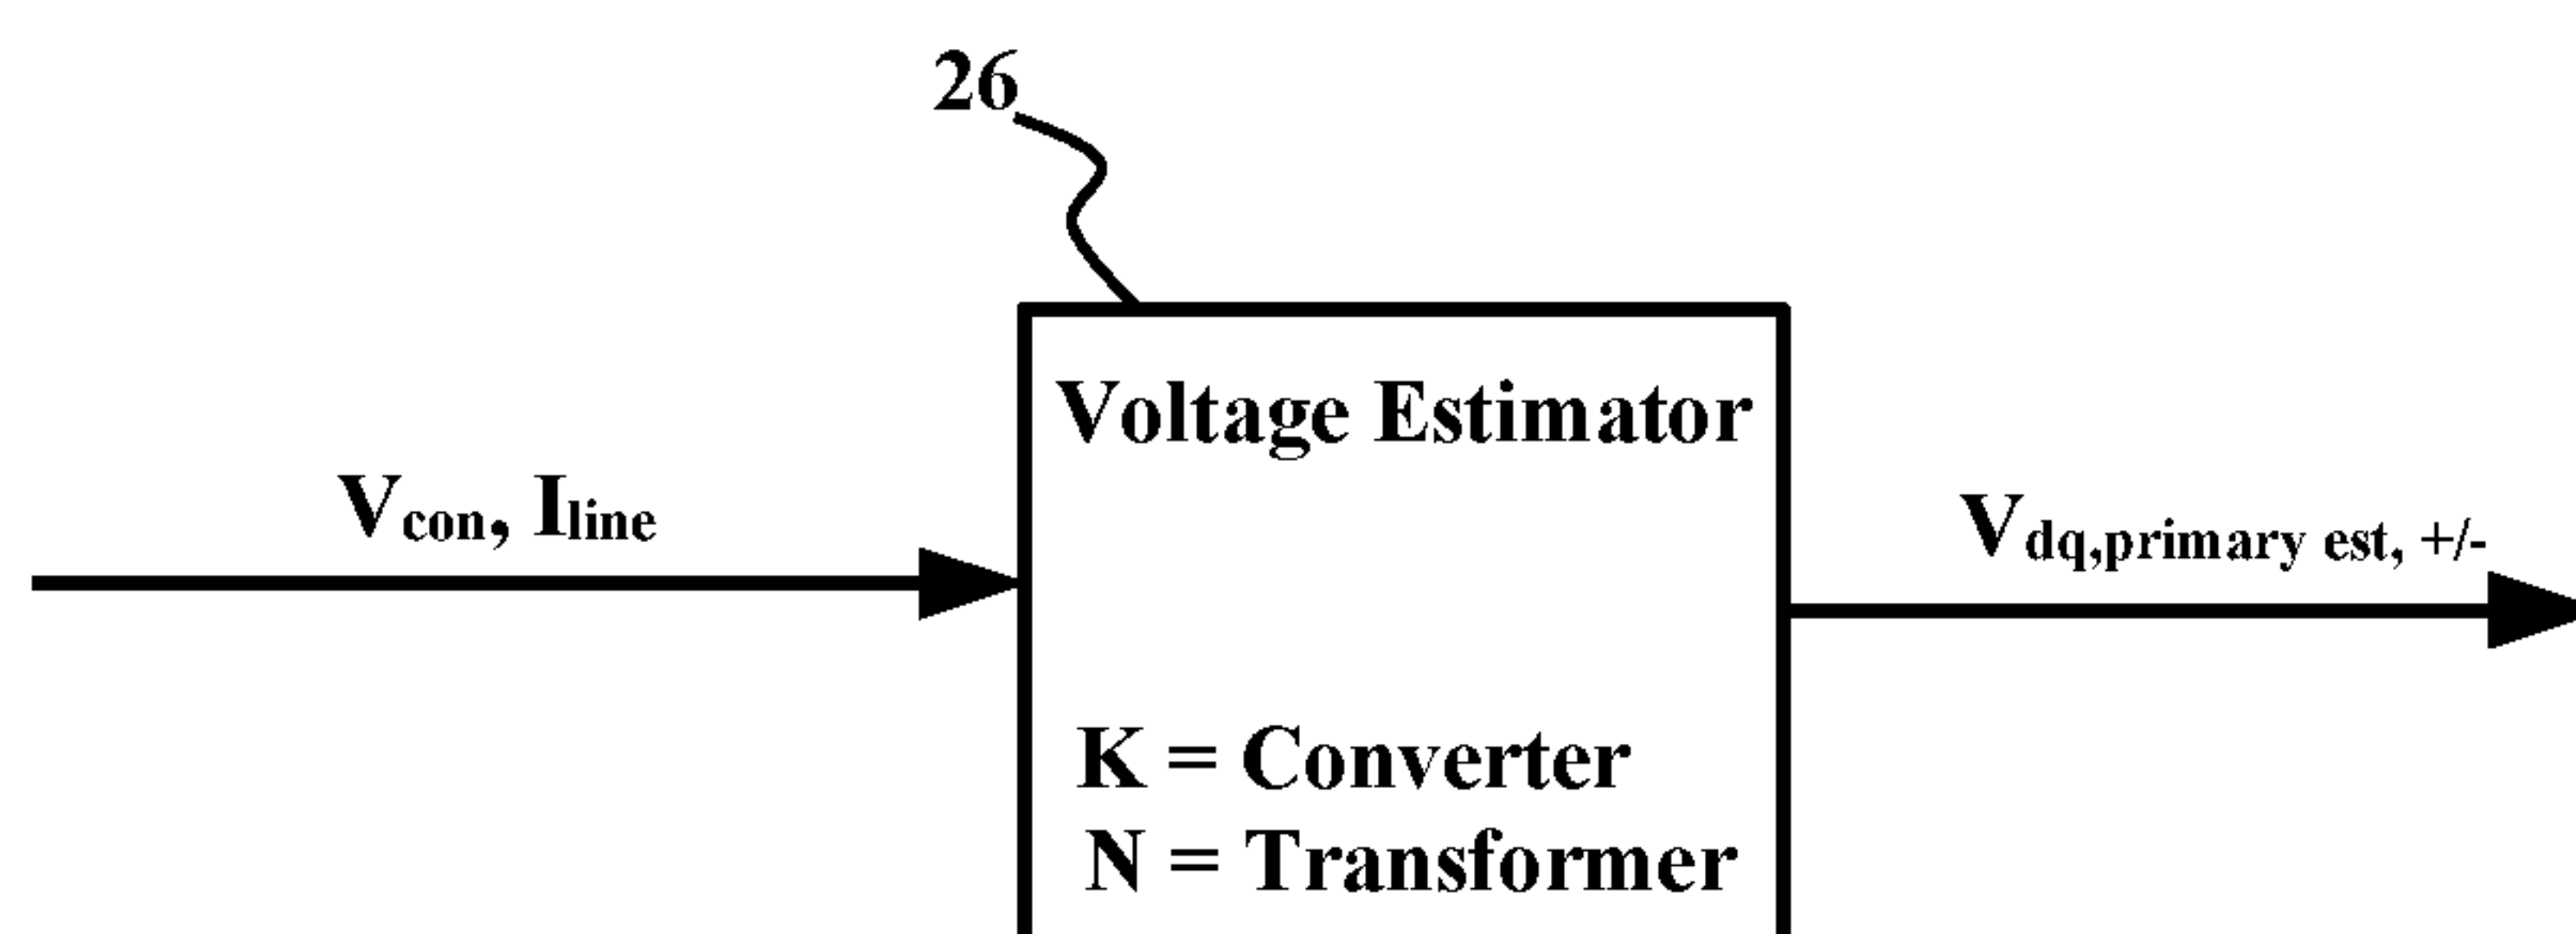 26
Voltage Estimator
Vcon, Iline
Vdq,primary est, +/-
K = Converter
N = Transformer